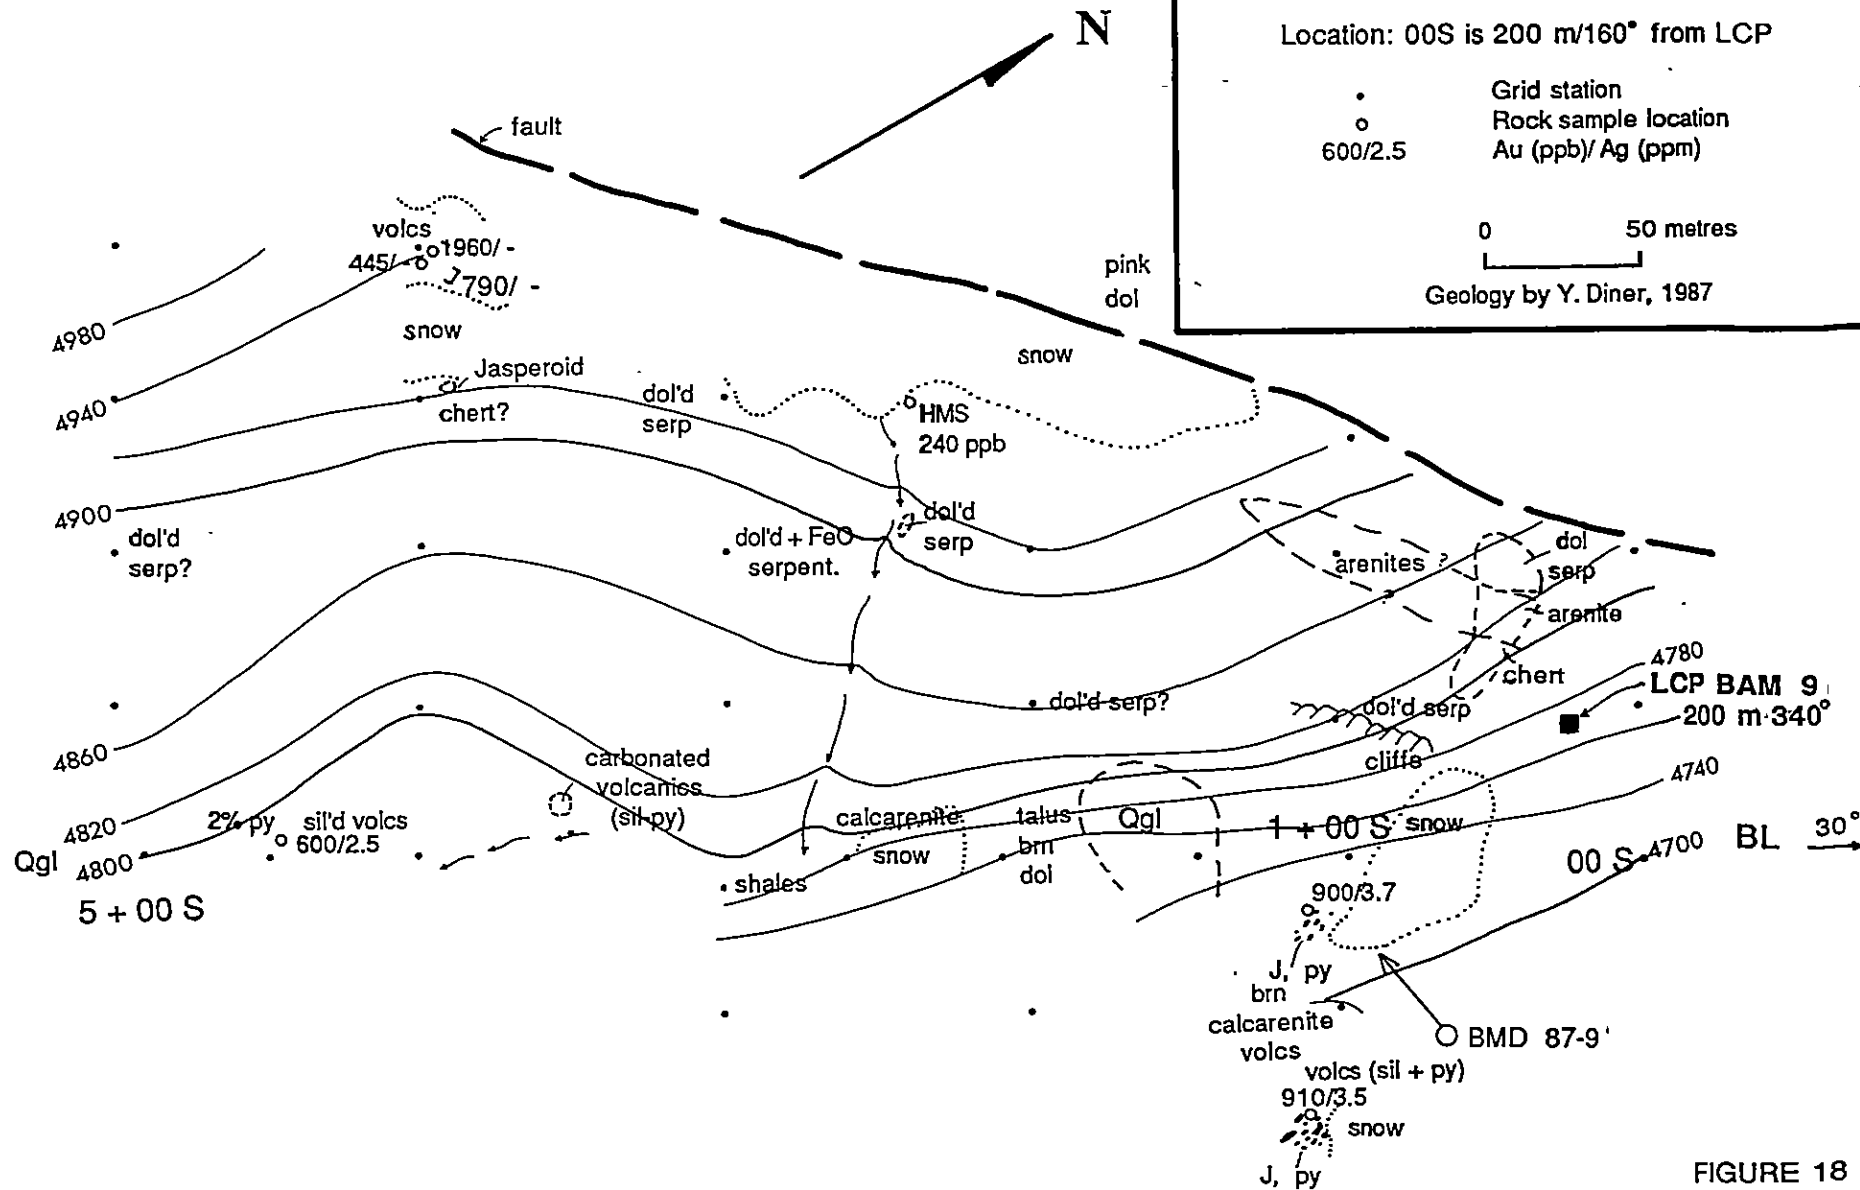 N
Location: 00S is 200 m/160° from LCP
Grid station
Rock sample location
600/2.5 Au (ppb)/ Ag (ppm)
0 50 metres
Geology by Y. Diner, 1987
fault
volcs
1960/ -
445/ -
J 790/ -
snow
pink
dol
snow
4980
4940
4900
4860
4820
4800
Jasperoid
chert?
dol'd
serp
HMS
240 ppb
dol'd
serp
dol'd
serp?
dol'd + FeO
serpent.
arenites
dol
serp
arenite
chert
4780
LCP BAM 9
200 m 340°
4740
4700
dol'd serp?
dol'd serp
cliffs
carbonated
volcanics
(sil-py)
2% py
sil'd volcs
600/2.5
calcarenite
snow
talus
brn
dol
Qgl
1 + 00 S
snow
00 S
BL
30°
Qgl
5 + 00 S
shales
900/3.7
J, py
brn
calcarenite
volcs
BMD 87-9
volcs (sil + py)
910/3.5
snow
J, py
FIGURE 18